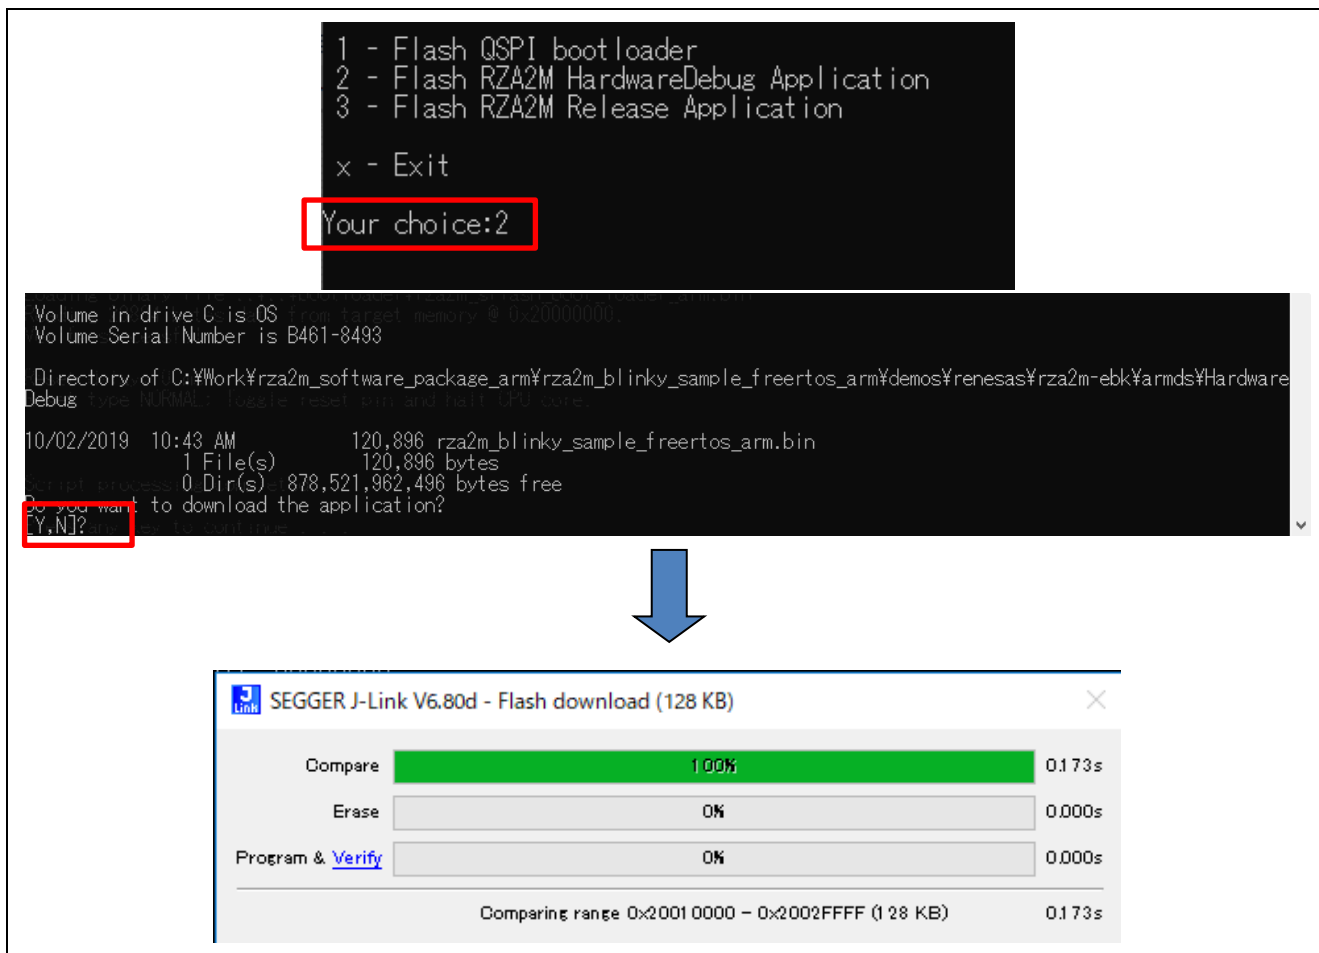 1 - Flash QSPI bootloader
2 - Flash RZA2M HardwareDebug Application
3 - Flash RZA2M Release Application
x - Exit
Your choice:2
Volume in drive C is OS
Volume Serial Number is B461-8493
Directory of C:¥Work¥rza2m_software_package_arm¥rza2m_blinky_sample_freertos_arm¥demos¥renesas¥rza2m-ebk¥armds¥Hardware
Debug
10/02/2019 10:43 AM 120,896 rza2m_blinky_sample_freertos_arm.bin
1 File(s) 120,896 bytes
0 Dir(s) 878,521,962,496 bytes free
Do you want to download the application?
[Y,N]?
J Link SEGGER J-Link V6.80d - Flash download (128 KB)
Compare 100% 0.173s
Erase 0% 0.000s
Program & Verify 0% 0.000s
Comparing range 0x20010000 - 0x2002FFFF (128 KB) 0.173s